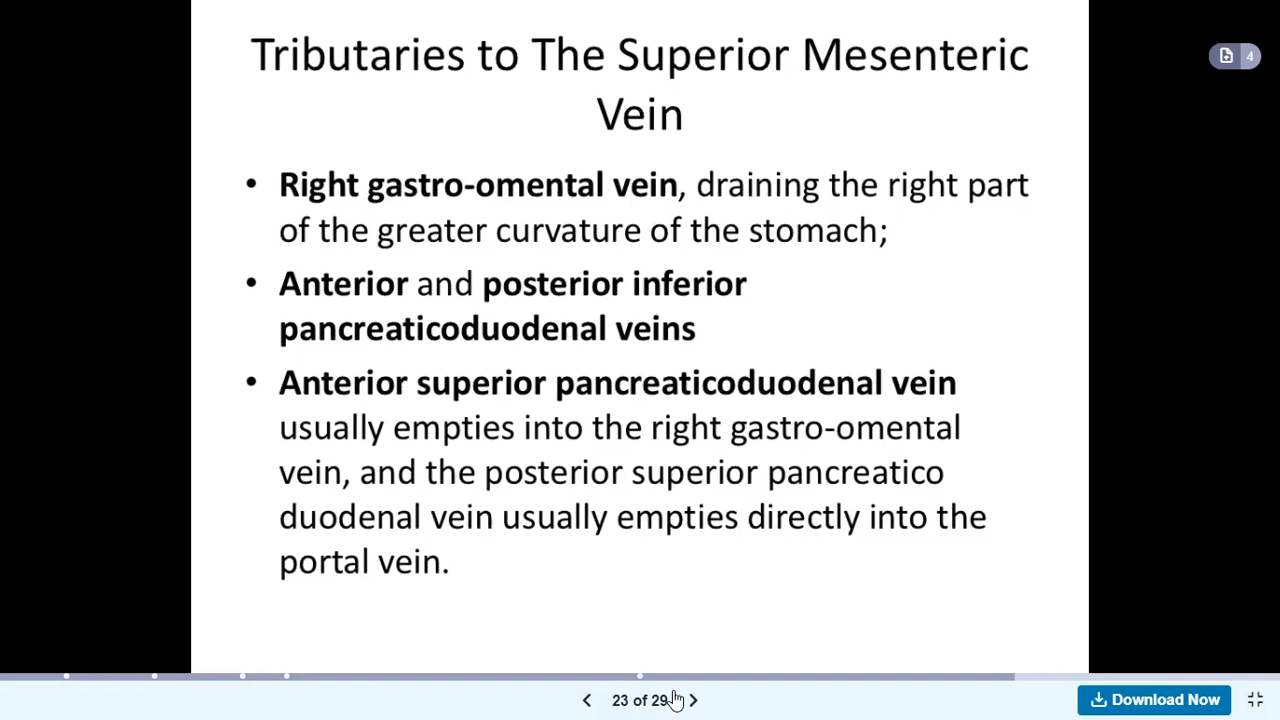 Tributaries to The Superior Mesenteric
Vein
4
• Right gastro-omental vein, draining the right part
of the greater curvature of the stomach;
• Anterior and posterior inferior
pancreaticoduodenal veins
• Anterior superior pancreaticoduodenal vein
usually empties into the right gastro-omental
vein, and the posterior superior pancreatico
duodenal vein usually empties directly into the
portal vein.
23 of 29
Download Now